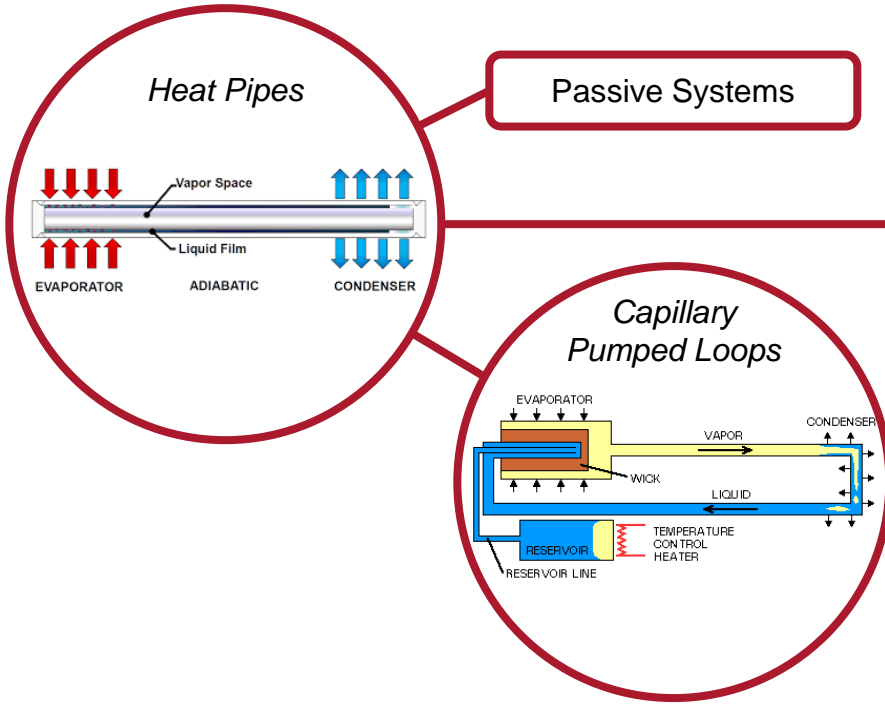 Heat Pipes
Passive Systems
Vapor Space
Liquid Film
EVAPORATOR
ADIABATIC
CONDENSER
Capillary
Pumped Loops
EVAPORATOR
CONDENSER
VAPOR
WICK
LIQUID
RESERVOIR
TEMPERATURE
CONTROL
HEATER
RESERVOIR LINE